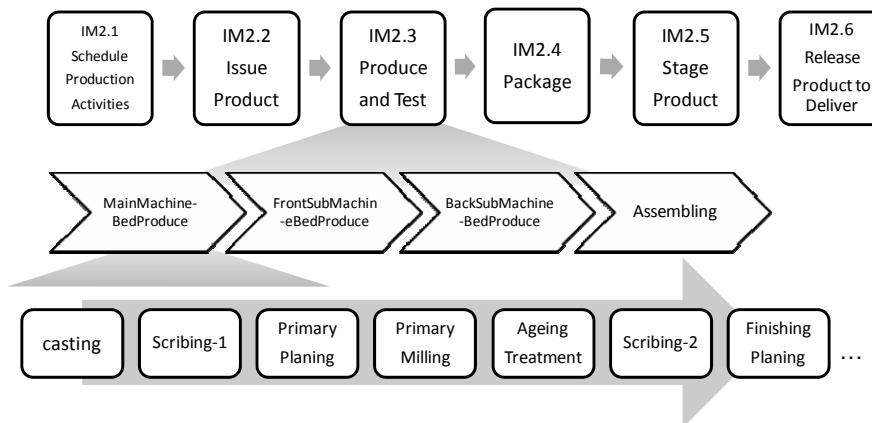 IM2.1
Schedule
Production
Activities
IM2.2
Issue
Product
IM2.3
Produce
and Test
IM2.4
Package
IM2.5
Stage
Product
IM2.6
Release
Product to
Deliver
MainMachine-
BedProduce
FrontSubMachin
-eBedProduce
BackSubMachine
-BedProduce
Assembling
casting
Scribing-1
Primary
Planing
Primary
Milling
Ageing
Treatment
Scribing-2
Finishing
Planing
...